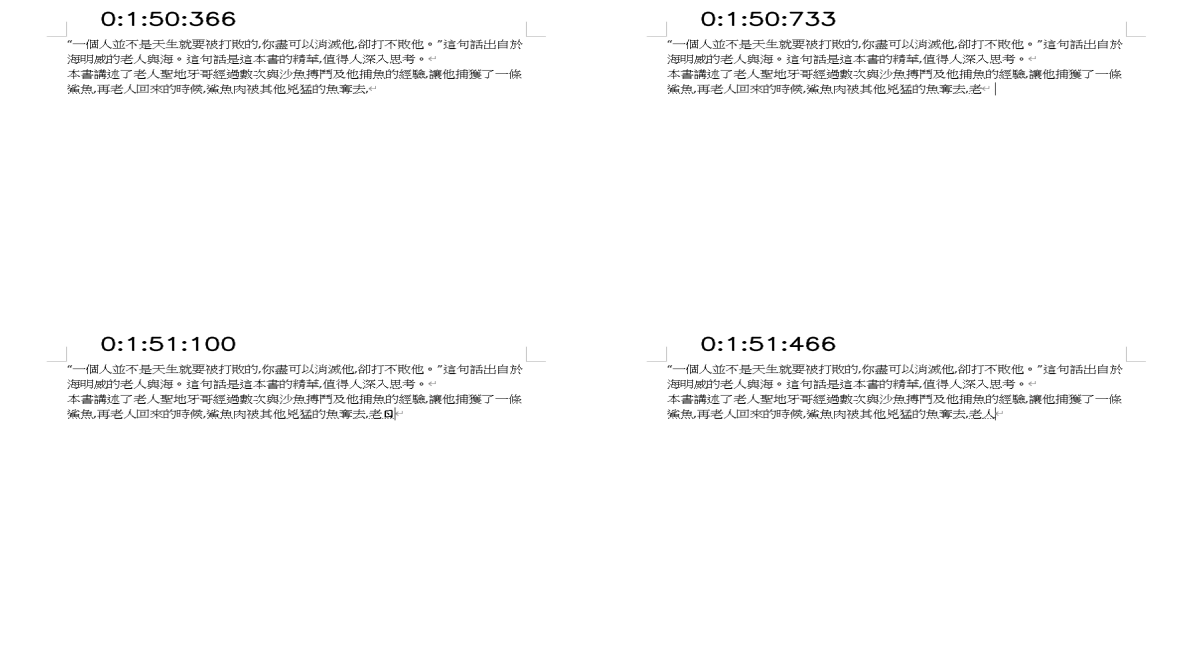 0:1:50:366
“一個人並不是天生就要被打敗的,你盡可以消滅他,卻打不敗他。”這句話出自於
海明威的老人與海。這句話是這本書的精華,值得人深入思考。
本書講述了老人聖地牙哥經過數次與沙魚搏鬥及他捕魚的經驗,讓他捕獲了一條
鯊魚,再老人回來的時候,鯊魚肉被其他兇猛的魚奪去,
0:1:50:733
“一個人並不是天生就要被打敗的,你盡可以消滅他,卻打不敗他。”這句話出自於
海明威的老人與海。這句話是這本書的精華,值得人深入思考。
本書講述了老人聖地牙哥經過數次與沙魚搏鬥及他捕魚的經驗,讓他捕獲了一條
鯊魚,再老人回來的時候,鯊魚肉被其他兇猛的魚奪去,老
0:1:51:100
“一個人並不是天生就要被打敗的,你盡可以消滅他,卻打不敗他。”這句話出自於
海明威的老人與海。這句話是這本書的精華,值得人深入思考。
本書講述了老人聖地牙哥經過數次與沙魚搏鬥及他捕魚的經驗,讓他捕獲了一條
鯊魚,再老人回來的時候,鯊魚肉被其他兇猛的魚奪去,老
0:1:51:466
“一個人並不是天生就要被打敗的,你盡可以消滅他,卻打不敗他。”這句話出自於
海明威的老人與海。這句話是這本書的精華,值得人深入思考。
本書講述了老人聖地牙哥經過數次與沙魚搏鬥及他捕魚的經驗,讓他捕獲了一條
鯊魚,再老人回來的時候,鯊魚肉被其他兇猛的魚奪去,老人